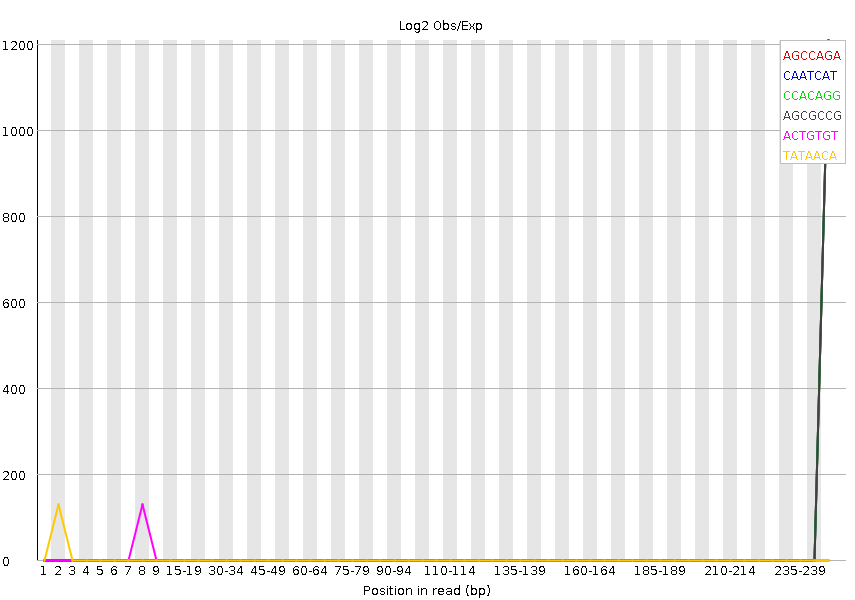 Log2 Obs/Exp
1200
1000
800
600
400
200
0
AGCCAGA
CAATCAT
CCACAGG
AGCGCCG
ACTGTGT
TATAACA
1 2 3 4 5 6 7 8 9 15-19 30-34 45-49 60-64 75-79 90-94 110-114 135-139 160-164 185-189 210-214 235-239
Position in read (bp)